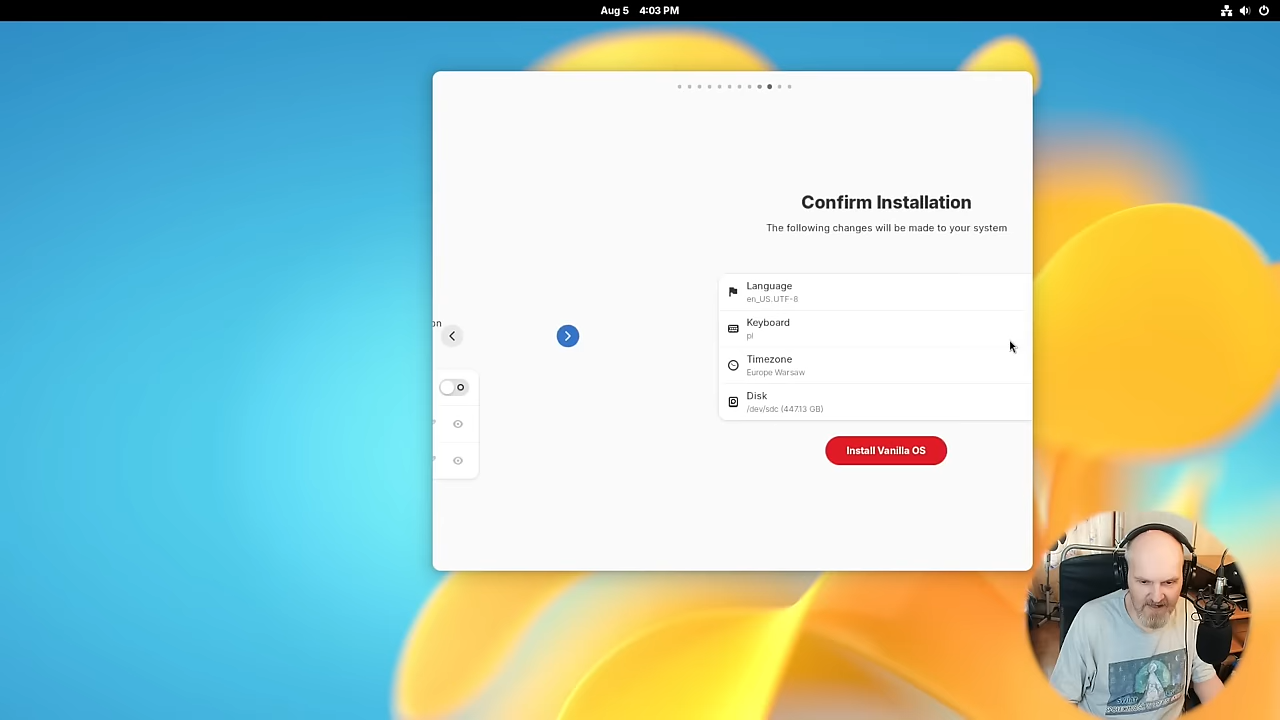 Aug 5 4:03 PM
Confirm Installation
The following changes will be made to your system
on
Language
en_US.UTF-8
Keyboard
pl
Timezone
Europe Warsaw
Disk
/dev/sdc (447.13 GB)
Install Vanilla OS